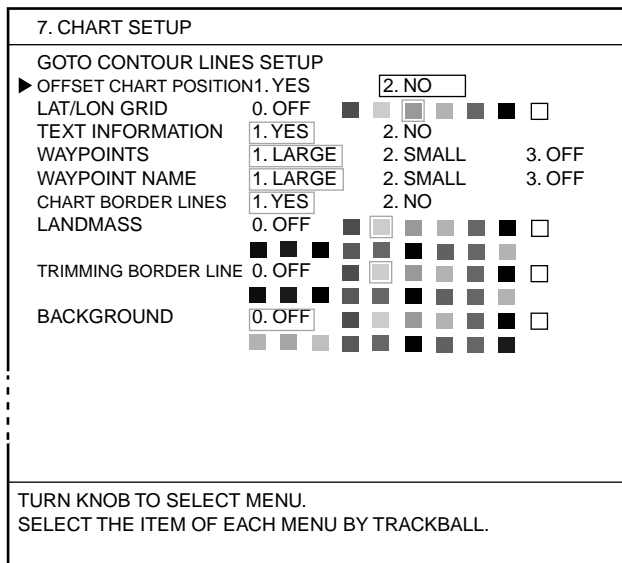 7. CHART SETUP
GOTO CONTOUR LINES SETUP
OFFSET CHART POSITION 1. YES 2. NO
LAT/LON GRID 0. OFF
TEXT INFORMATION 1. YES 2. NO
WAYPOINTS 1. LARGE 2. SMALL 3. OFF
WAYPOINT NAME 1. LARGE 2. SMALL 3. OFF
CHART BORDER LINES 1. YES 2. NO
LANDMASS 0. OFF
TRIMMING BORDER LINE 0. OFF
BACKGROUND 0. OFF
TURN KNOB TO SELECT MENU.
SELECT THE ITEM OF EACH MENU BY TRACKBALL.